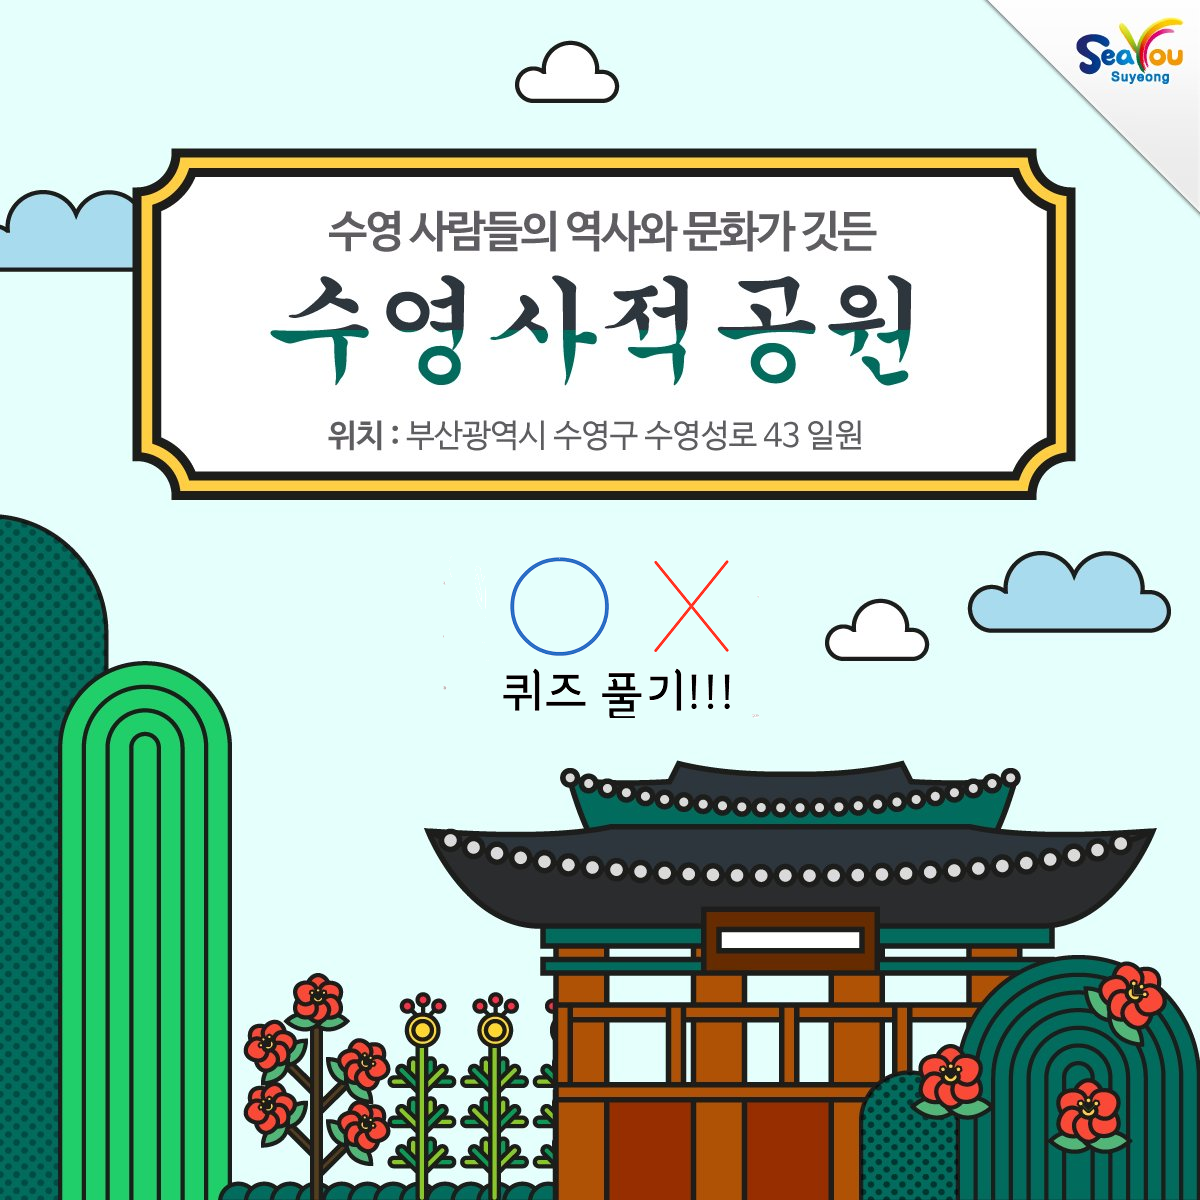 SeaYou
Suyeong
수영 사람들의 역사와 문화가 깃든
수영 사적 공원
위치 : 부산광역시 수영구 수영성로 43 일원
○ X
퀴즈 풀기!!!